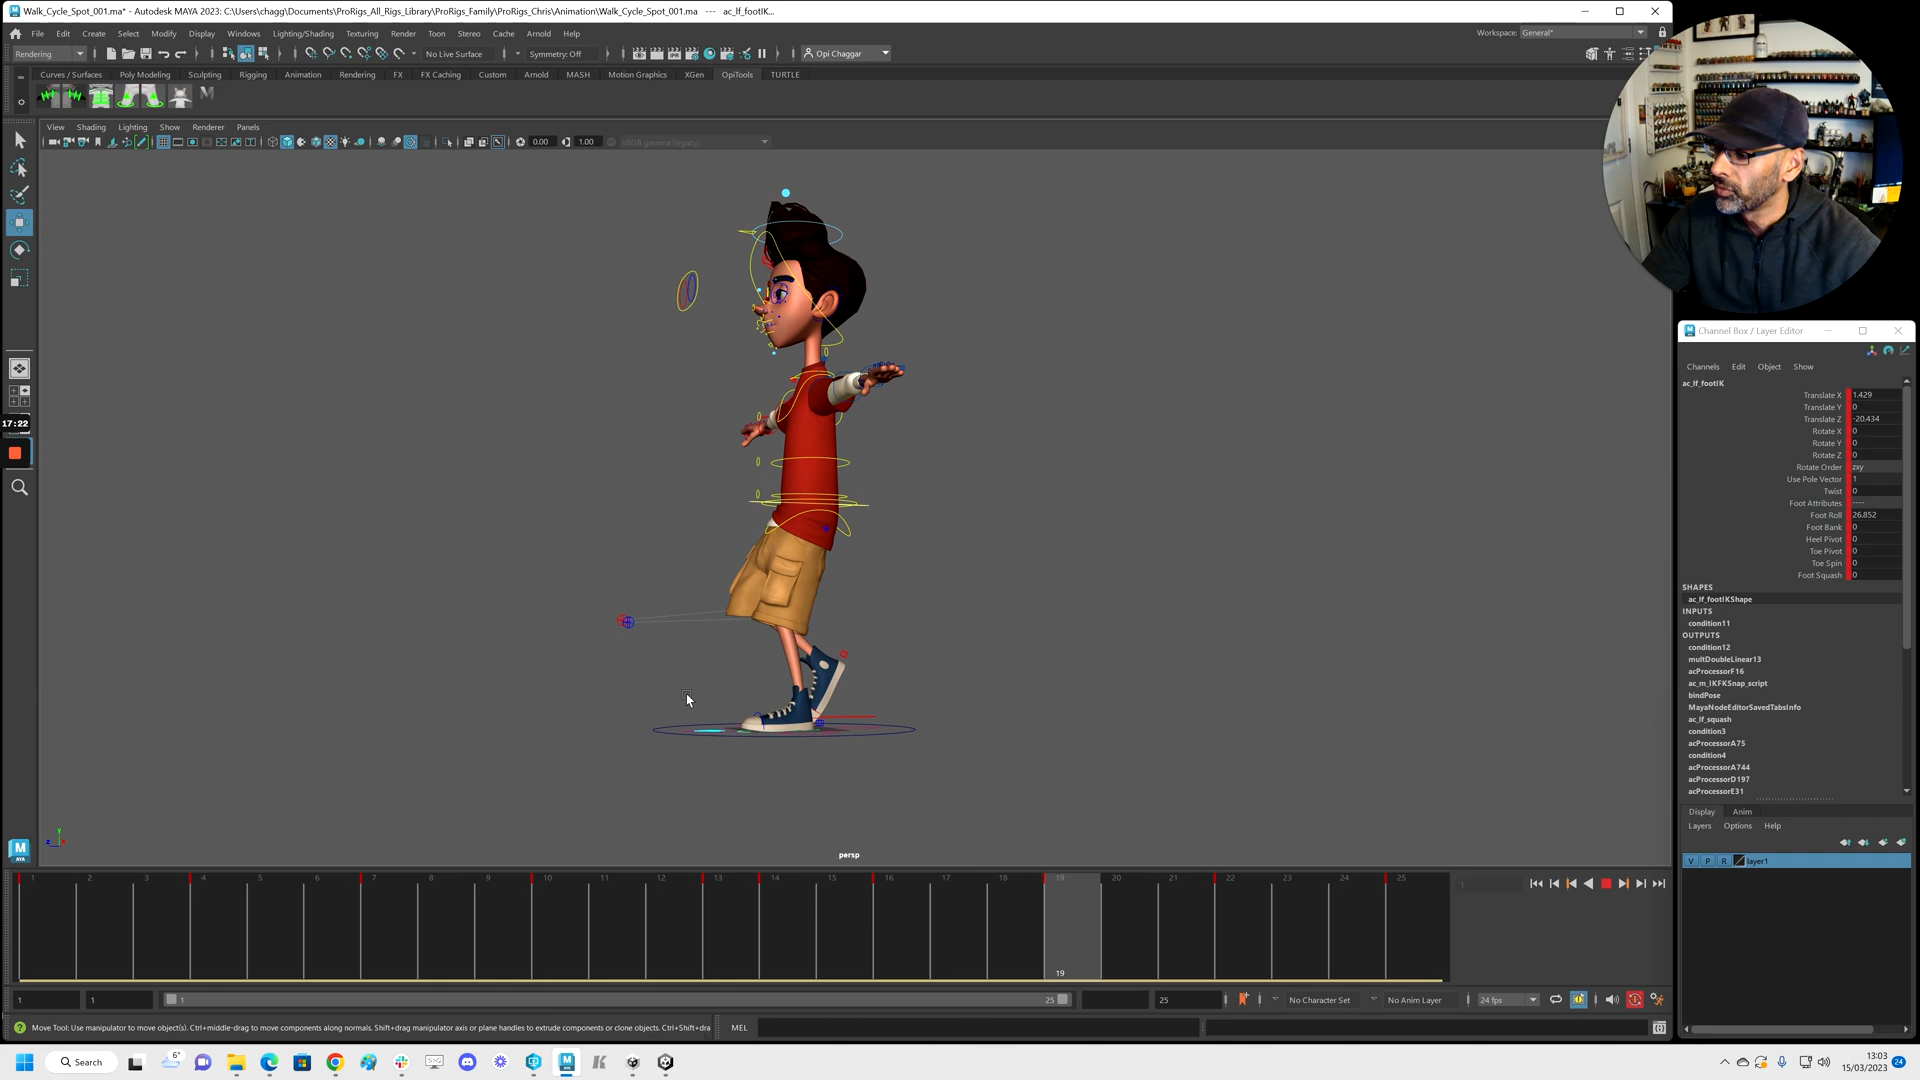 Walk_Cycle_Spot_001.ma* - Autodesk MAYA 2023: C:\Users\chagg\Documents\ProRigs_All_Rigs_Library\ProRigs_Family\ProRigs_Chris\Animation\Walk_Cycle_Spot_001.ma --- ac_lf_footIK...
File Edit Create Select Modify Display Windows Lighting/Shading Texturing Render Toon Stereo Cache Arnold Help
Workspace: General*
Rendering
No Live Surface
Symmetry: Off
Opi Chaggar
Curves / Surfaces Poly Modeling Sculpting Rigging Animation Rendering FX FX Caching Custom Arnold MASH Motion Graphics XGen OpiTools TURTLE
View Shading Lighting Show Renderer Panels
0.00 1.00 sRGB gamma (legacy)
17:22
persp
Channel Box / Layer Editor
Channels Edit Object Show
ac_lf_footIK
Translate X 1.429
Translate Y 0
Translate Z -20.434
Rotate X 0
Rotate Y 0
Rotate Z 0
Rotate Order zxy
Use Pole Vector 1
Twist 0
Foot Attributes ----
Foot Roll 26.852
Foot Bank 0
Heel Pivot 0
Toe Pivot 0
Toe Spin 0
Foot Squash 0
SHAPES
ac_lf_footIKShape
INPUTS
condition11
OUTPUTS
condition12
multDoubleLinear13
acProcessorF16
ac_m_IKFKSnap_script
bindPose
MayaNodeEditorSavedTabsInfo
ac_lf_squash
condition3
acProcessorA75
condition4
acProcessorA744
acProcessorD197
acProcessorE31
Display Anim
Layers Options Help
V P R layer1
1 2 3 4 5 6 7 8 9 10 11 12 13 14 15 16 17 18 19 20 21 22 23 24 25
1
19
1 1 1 25 25 No Character Set No Anim Layer 24 fps
Move Tool: Use manipulator to move object(s). Ctrl+middle-drag to move components along normals. Shift+drag manipulator axis or plane handles to extrude components or clone objects. Ctrl+Shift+dra
MEL
6°
Search
13:03
15/03/2023
24